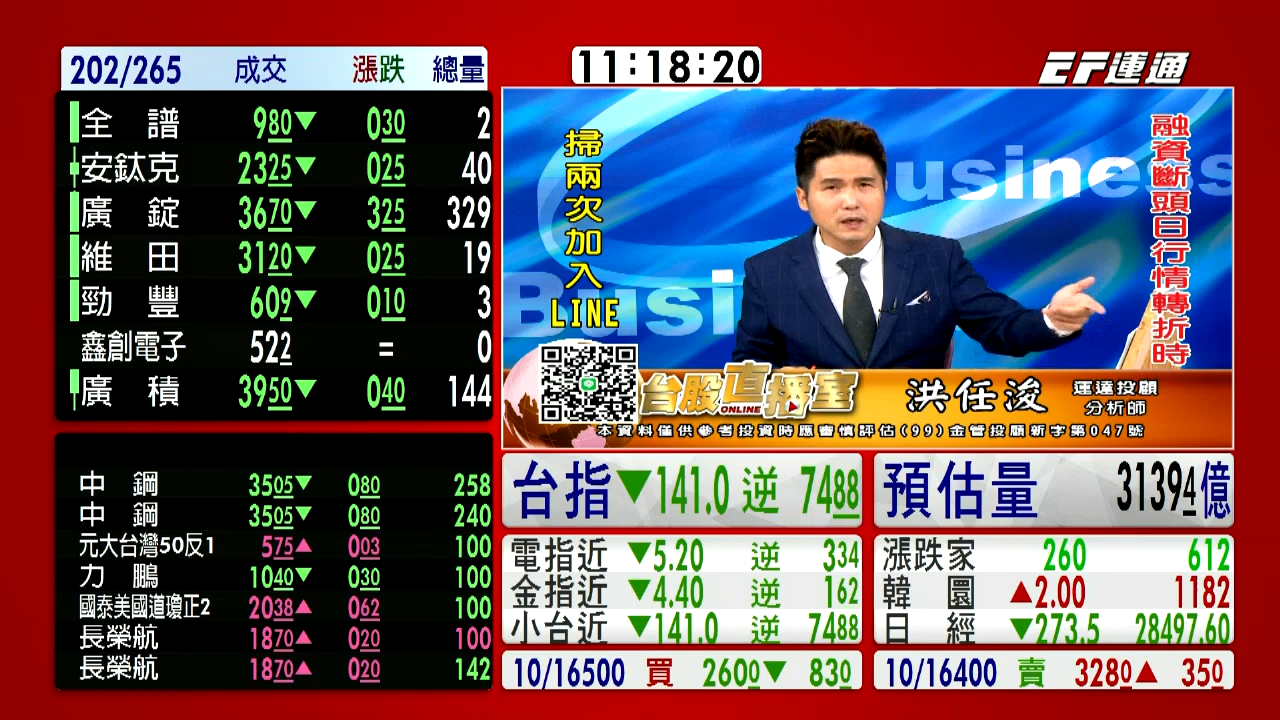 202/265 成交 漲跌 總量
全譜 980▼ 030 2
安鈦克 2325▼ 025 40
廣錠 3670▼ 325 329
維田 3120▼ 025 19
勁豐 609▼ 010 3
鑫創電子 522 = 0
廣積 3950▼ 040 144
中鋼 3505▼ 080 258
中鋼 3505▼ 080 240
元大台灣50反1 575▲ 003 100
力鵬 1040▼ 030 100
國泰美國道瓊正2 2038▲ 062 100
長榮航 1870▲ 020 100
長榮航 1870▲ 020 142
11:18:20
EF運通
掃兩次加入LINE
Business
Business
融資斷頭日行情轉折時
台股直播室
ONLINE
洪任浚
運達投顧
分析師
本資料僅供參考投資時應審慎評估(99)金管投顧新字第047號
台指▼141.0 逆 7488
預估量 31394億
電指近 ▼5.20 逆 334
金指近 ▼4.40 逆 162
小台近 ▼141.0 逆 7488
漲跌家 260 612
韓圜 ▲2.00 1182
日經 ▼273.5 28497.60
10/16500 買 2600▼ 830
10/16400 賣 3280▲ 350